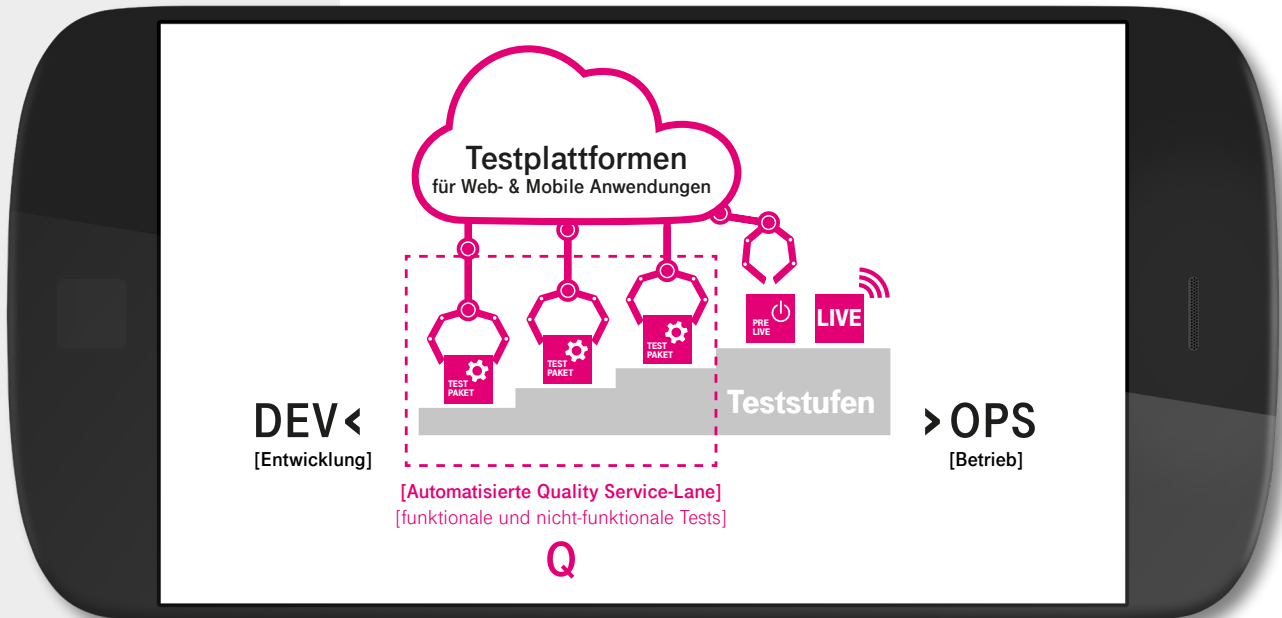 Testplattformen
für Web- & Mobile Anwendungen
PRE
LIVE
LIVE
TEST
PAKET
TEST
PAKET
TEST
PAKET
Teststufen
DEV<
[Entwicklung]
>OPS
[Betrieb]
[Automatisierte Quality Service-Lane]
[funktionale und nicht-funktionale Tests]
Q